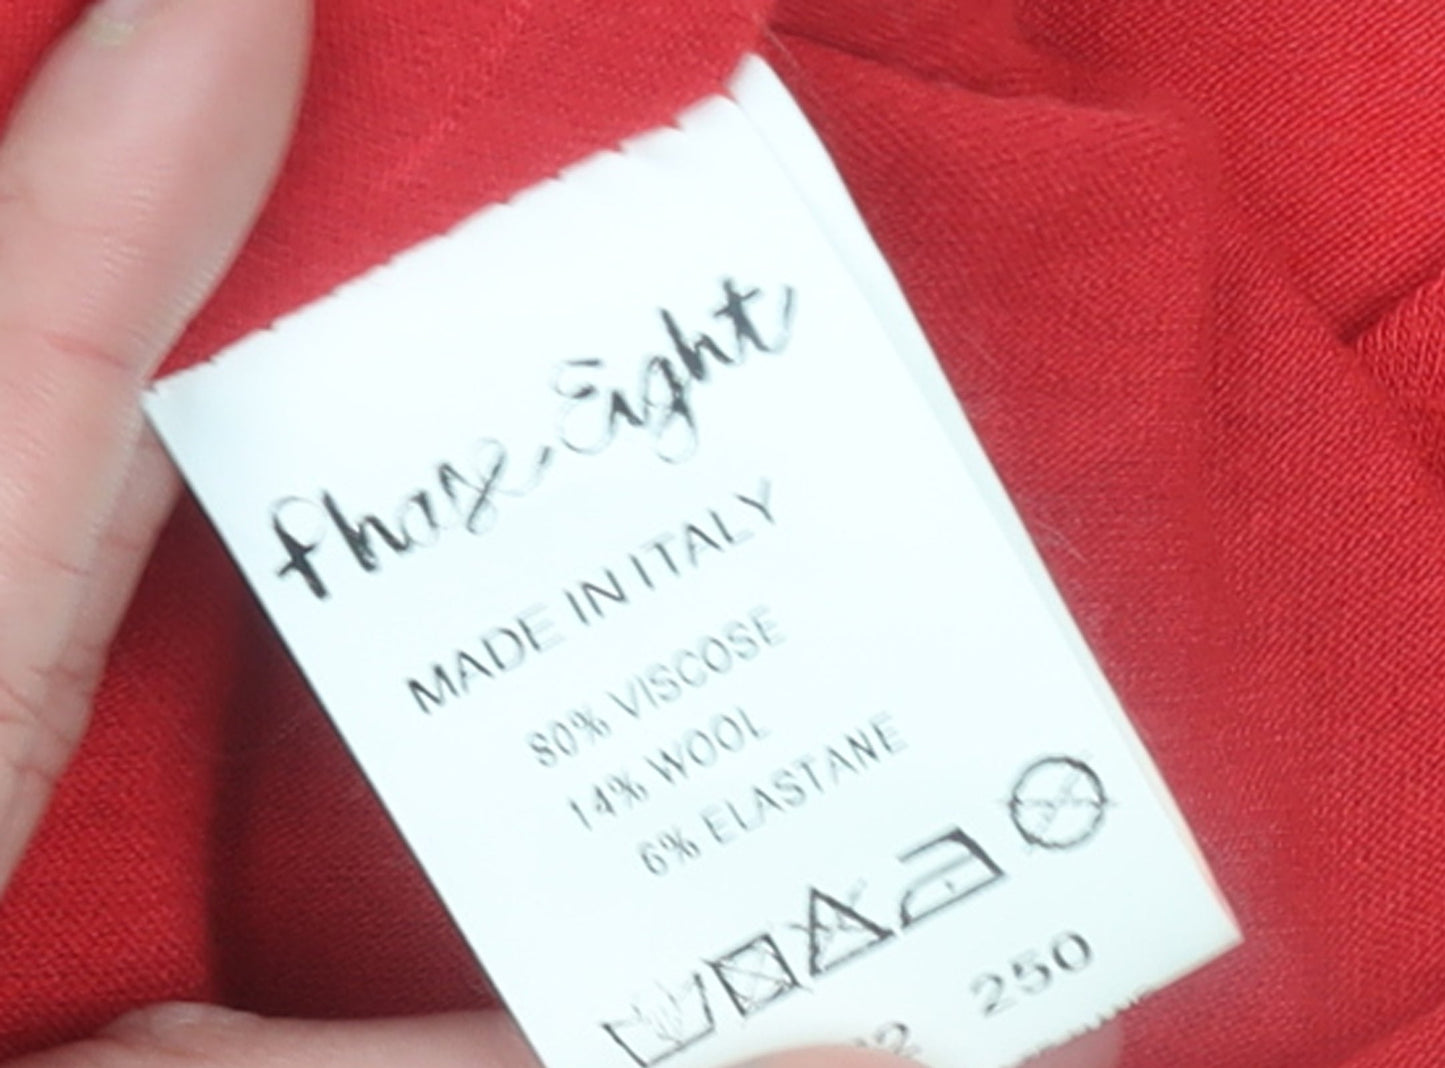 Phase Eight
MADE IN ITALY
80% VISCOSE
14% WOOL
6% ELASTANE
250